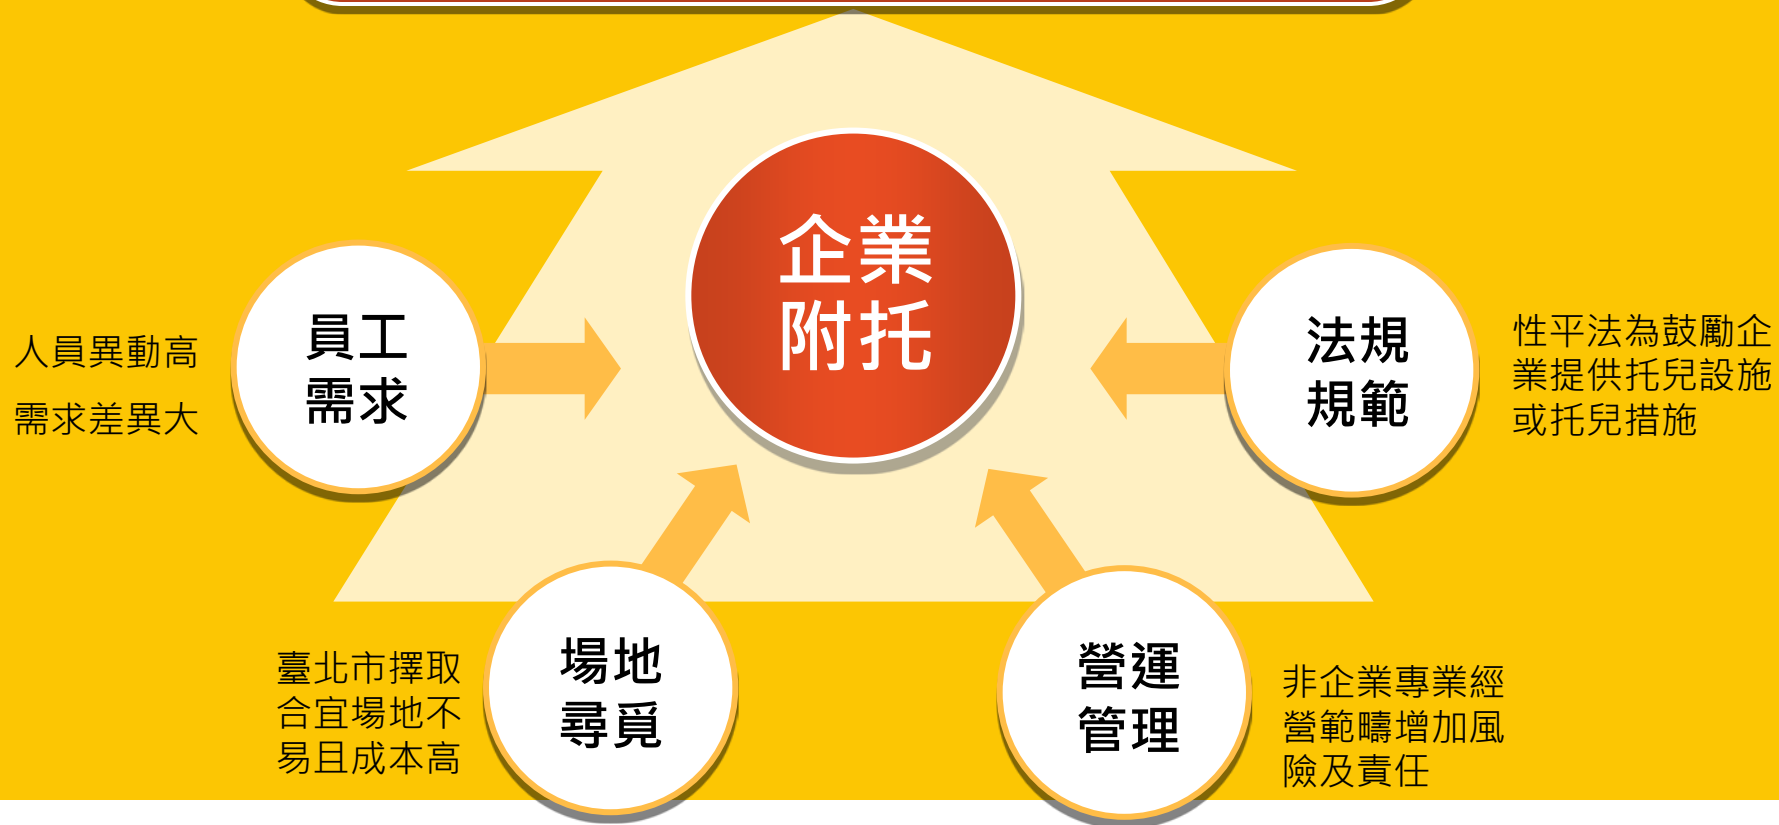 企業
附托
員工
需求
人員異動高
需求差異大
法規
規範
性平法為鼓勵企
業提供托兒設施
或托兒措施
場地
尋覓
臺北市擇取
合宜場地不
易且成本高
營運
管理
非企業專業經
營範疇增加風
險及責任